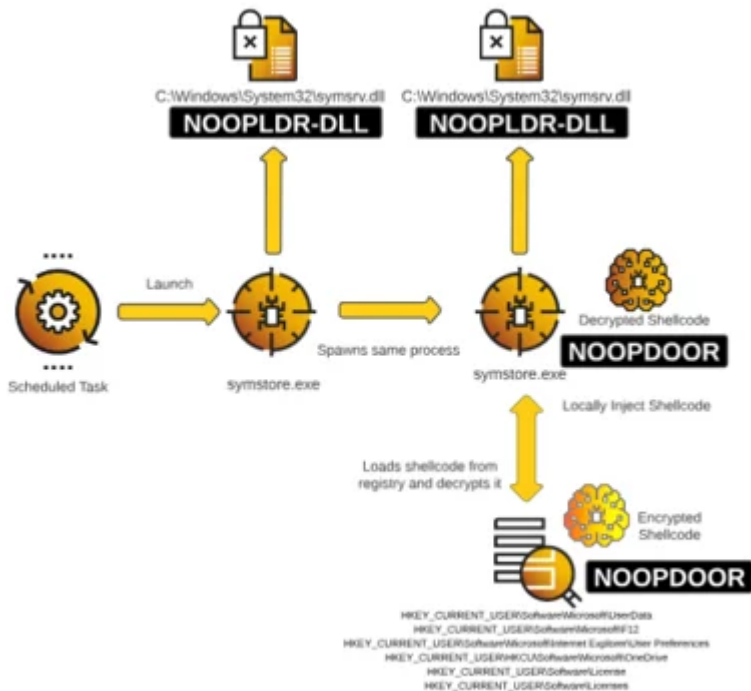 C:\Windows\System32\symsrv.dll
NOOPLDR-DLL
C:\Windows\System32\symsrv.dll
NOOPLDR-DLL
Launch
Scheduled Task
symstore.exe
Spawns same process
symstore.exe
Decrypted Shellcode
NOOPDOOR
Locally Inject Shellcode
Loads shellcode from
registry and decrypts it
Encrypted
Shellcode
NOOPDOOR
HKEY_CURRENT_USER\Software\Microsoft\UserData
HKEY_CURRENT_USER\Software\Microsoft\F12
HKEY_CURRENT_USER\Software\Microsoft\Internet Explorer\User Preferences
HKEY_CURRENT_USER\HKCU\Software\Microsoft\OneDrive
HKEY_CURRENT_USER\Software\License
HKEY_CURRENT_USER\Software\Licenses